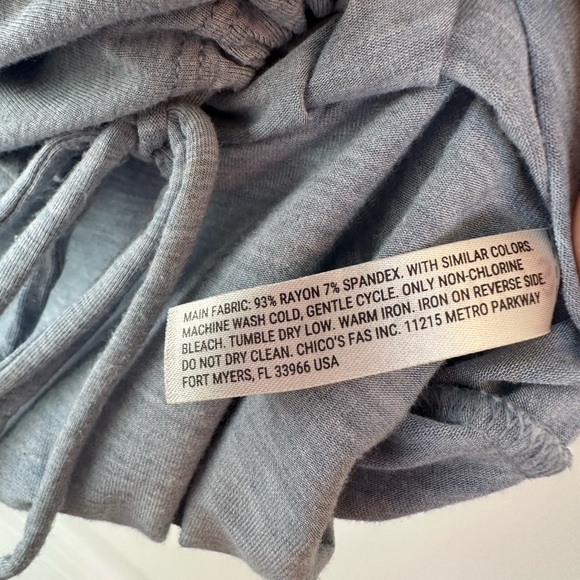 MAIN FABRIC: 93% RAYON 7% SPANDEX. WITH SIMILAR COLORS.
MACHINE WASH COLD, GENTLE CYCLE. ONLY NON-CHLORINE
BLEACH. TUMBLE DRY LOW. WARM IRON. IRON ON REVERSE SIDE.
DO NOT DRY CLEAN. CHICO'S FAS INC. 11215 METRO PARKWAY
FORT MYERS, FL 33966 USA